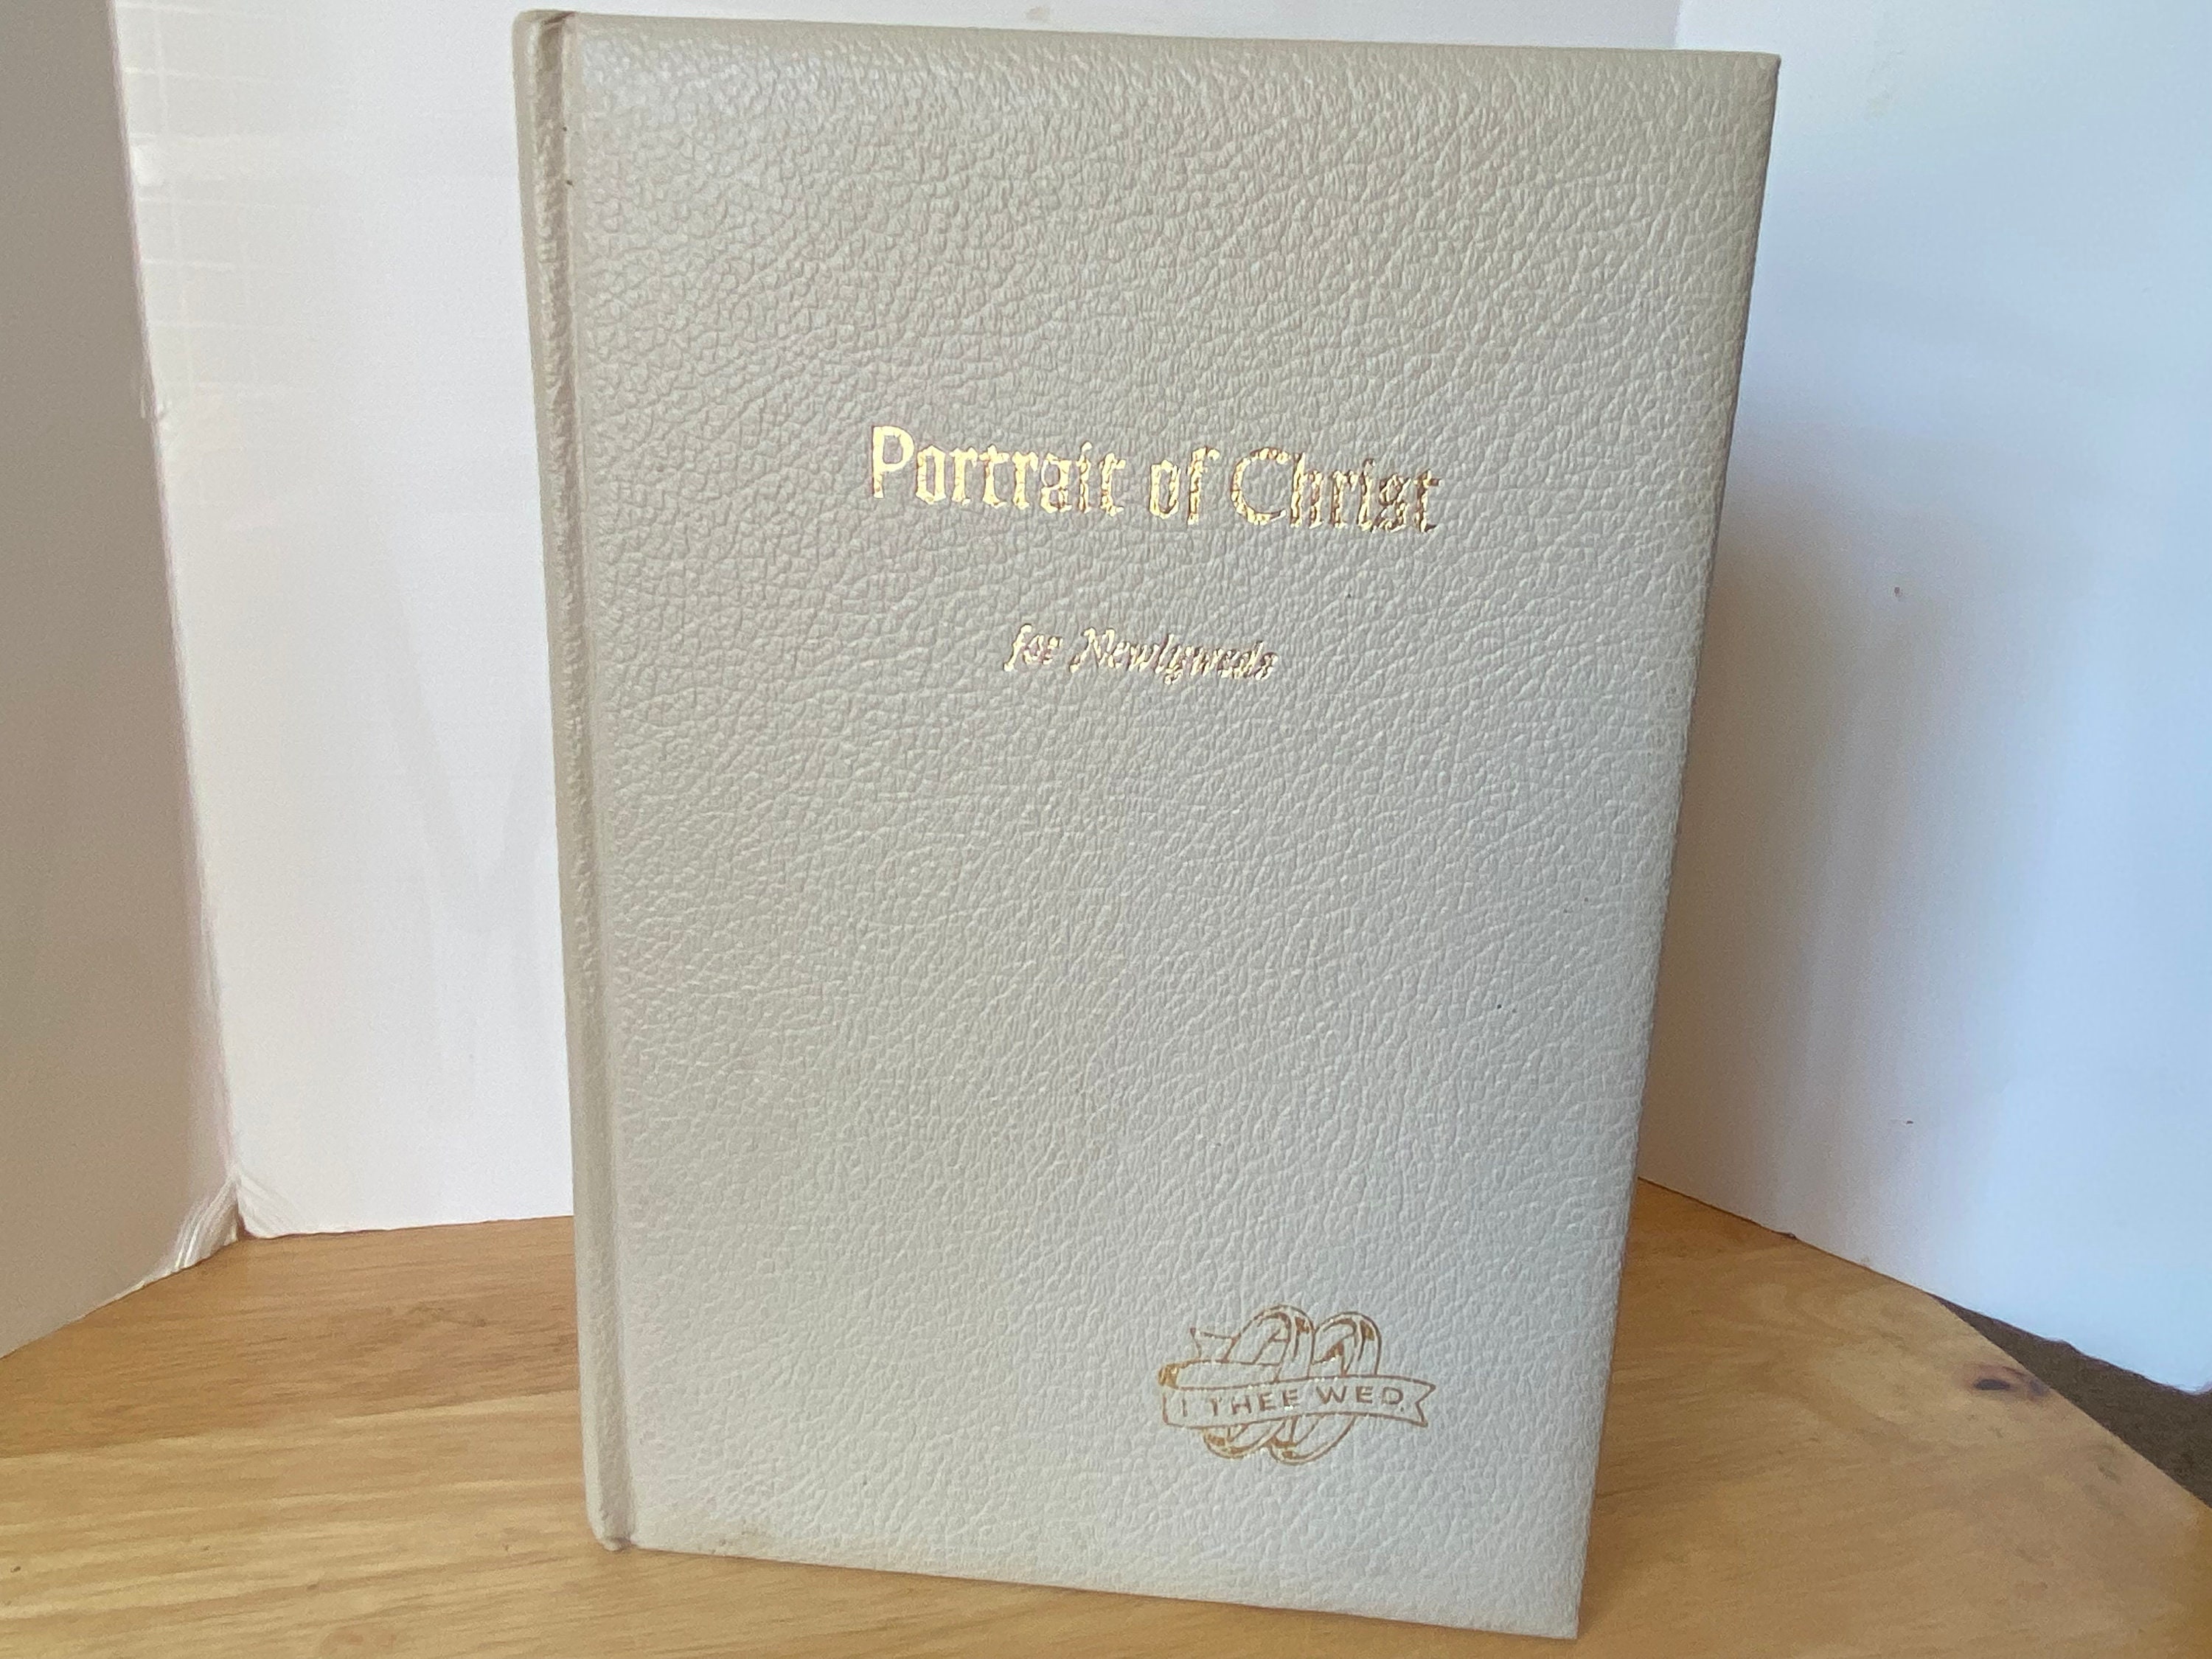 Portrait of Christ
for Newlyweds
I THEE WED.